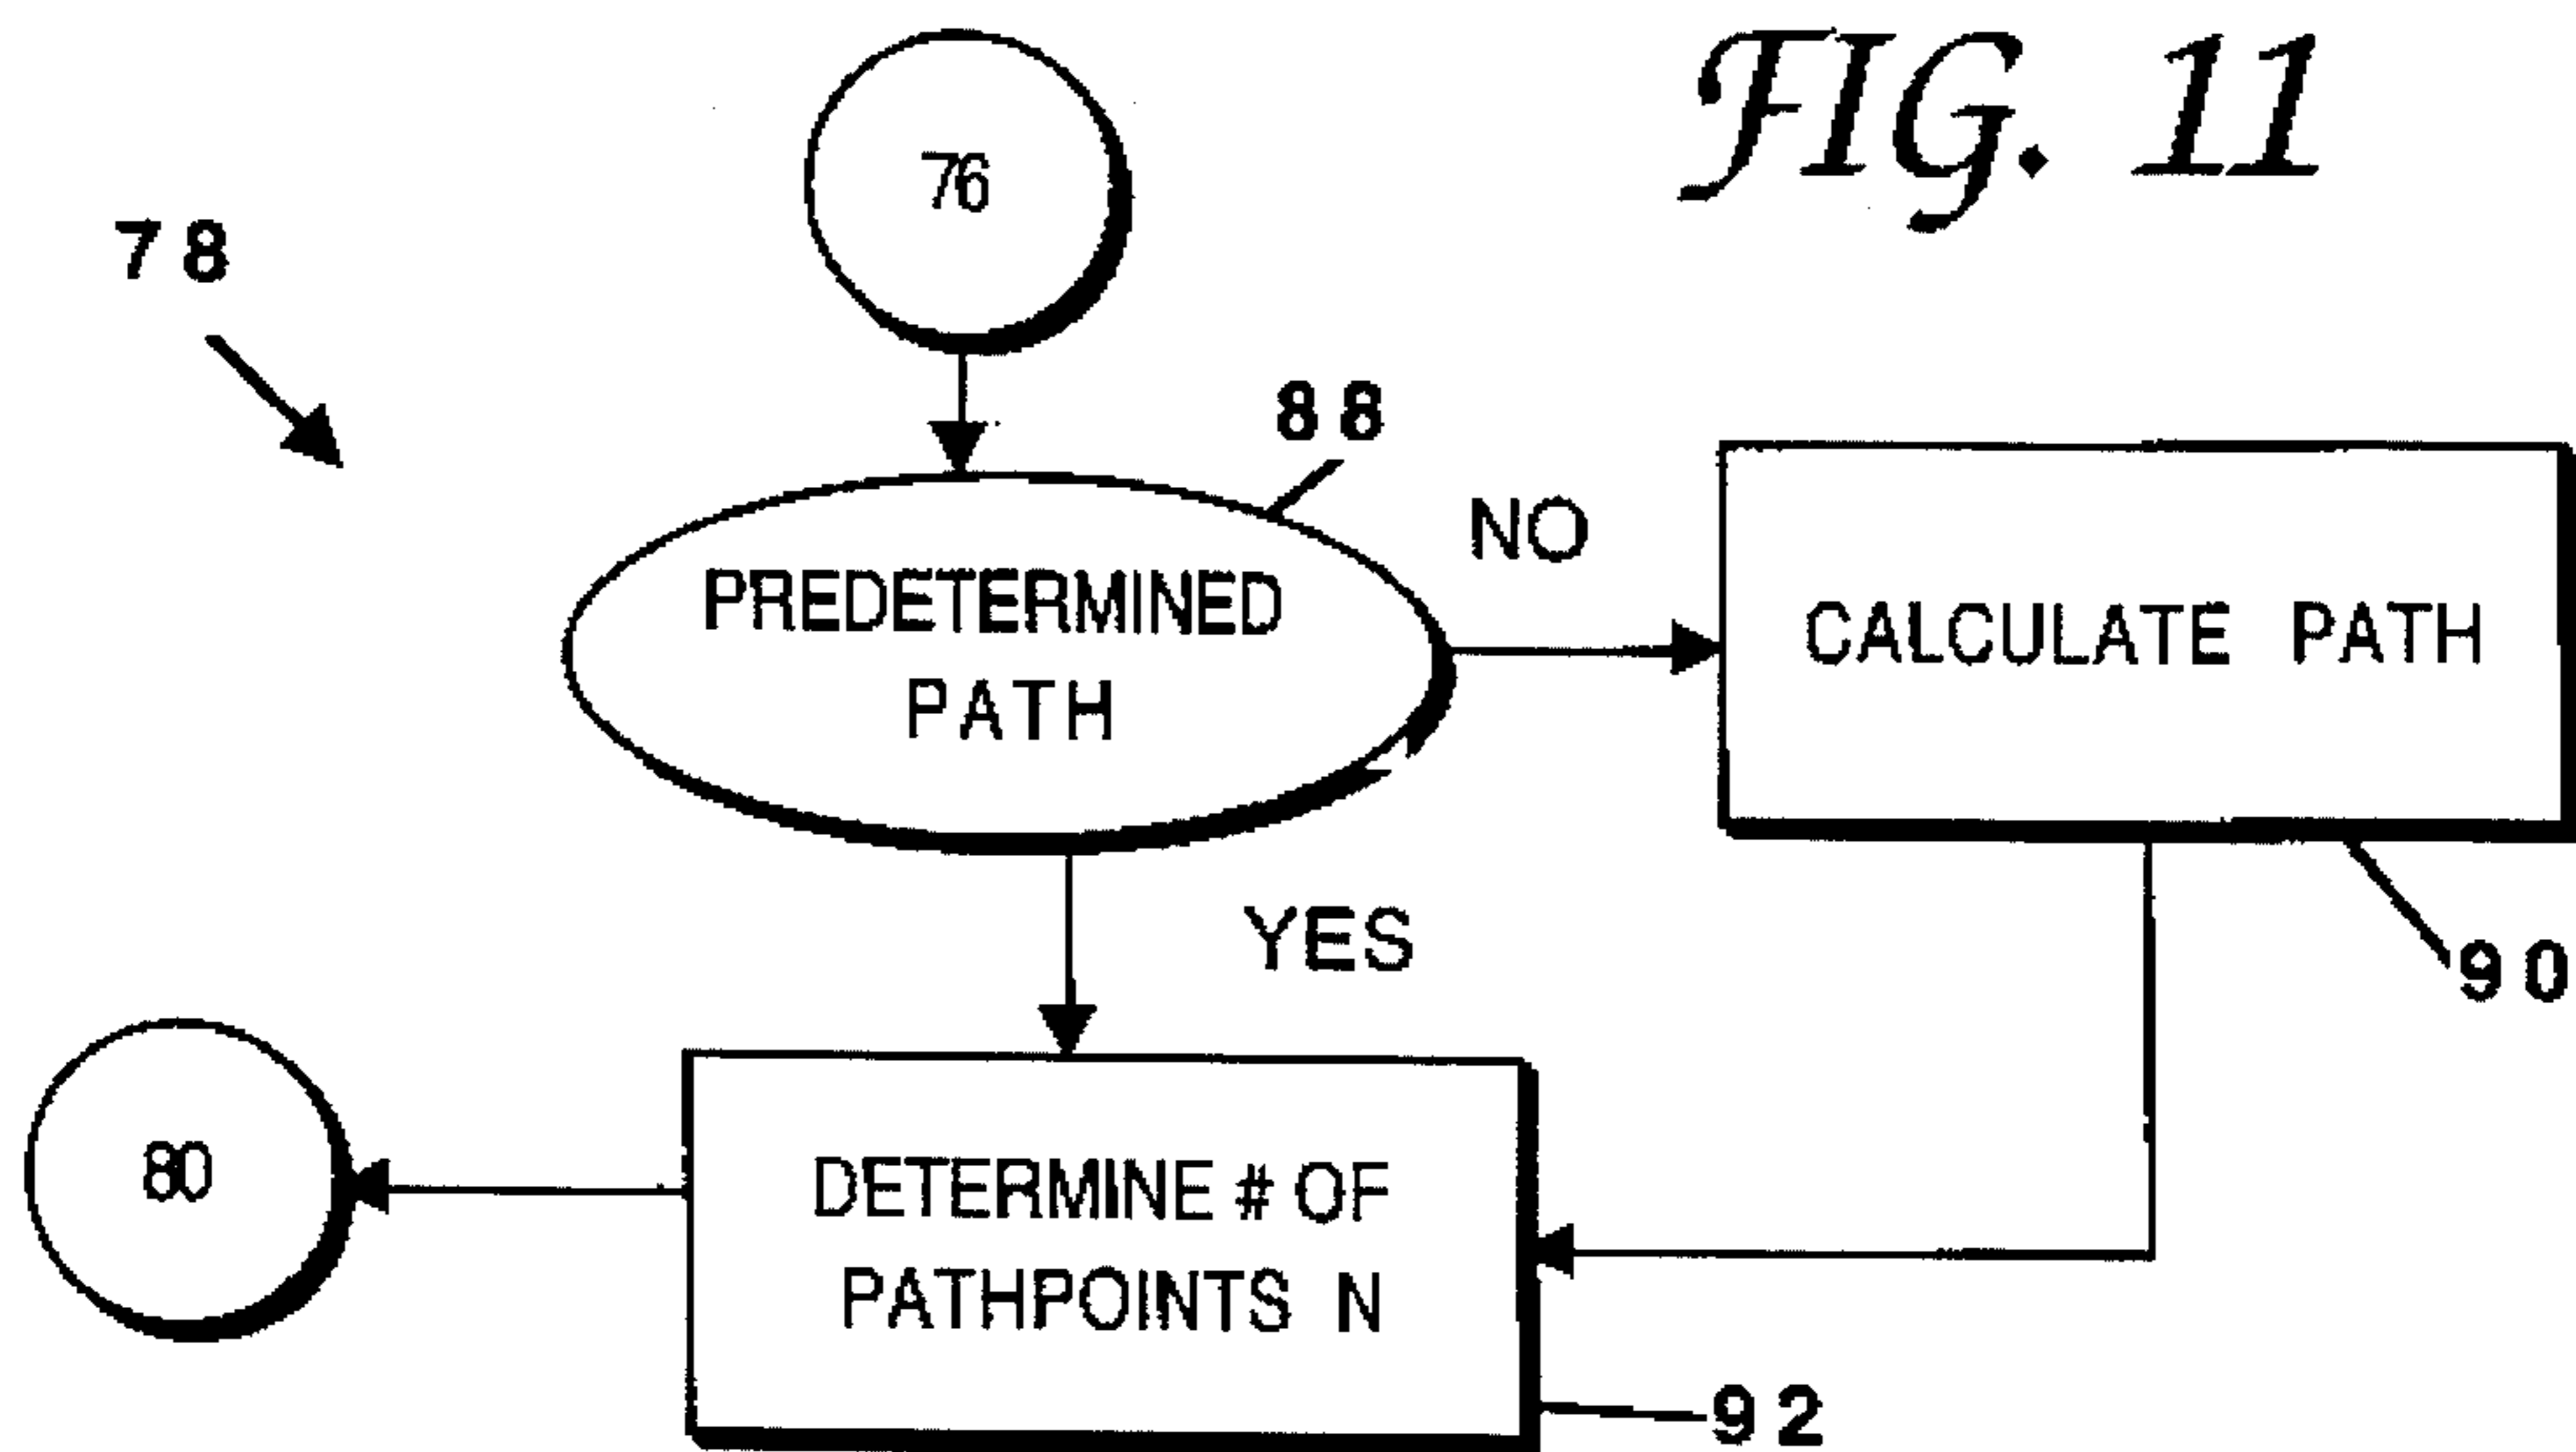 FIG. 11
76
78
88
NO
PREDETERMINED
PATH
CALCULATE PATH
YES
90
80
DETERMINE # OF
PATHPOINTS N
92